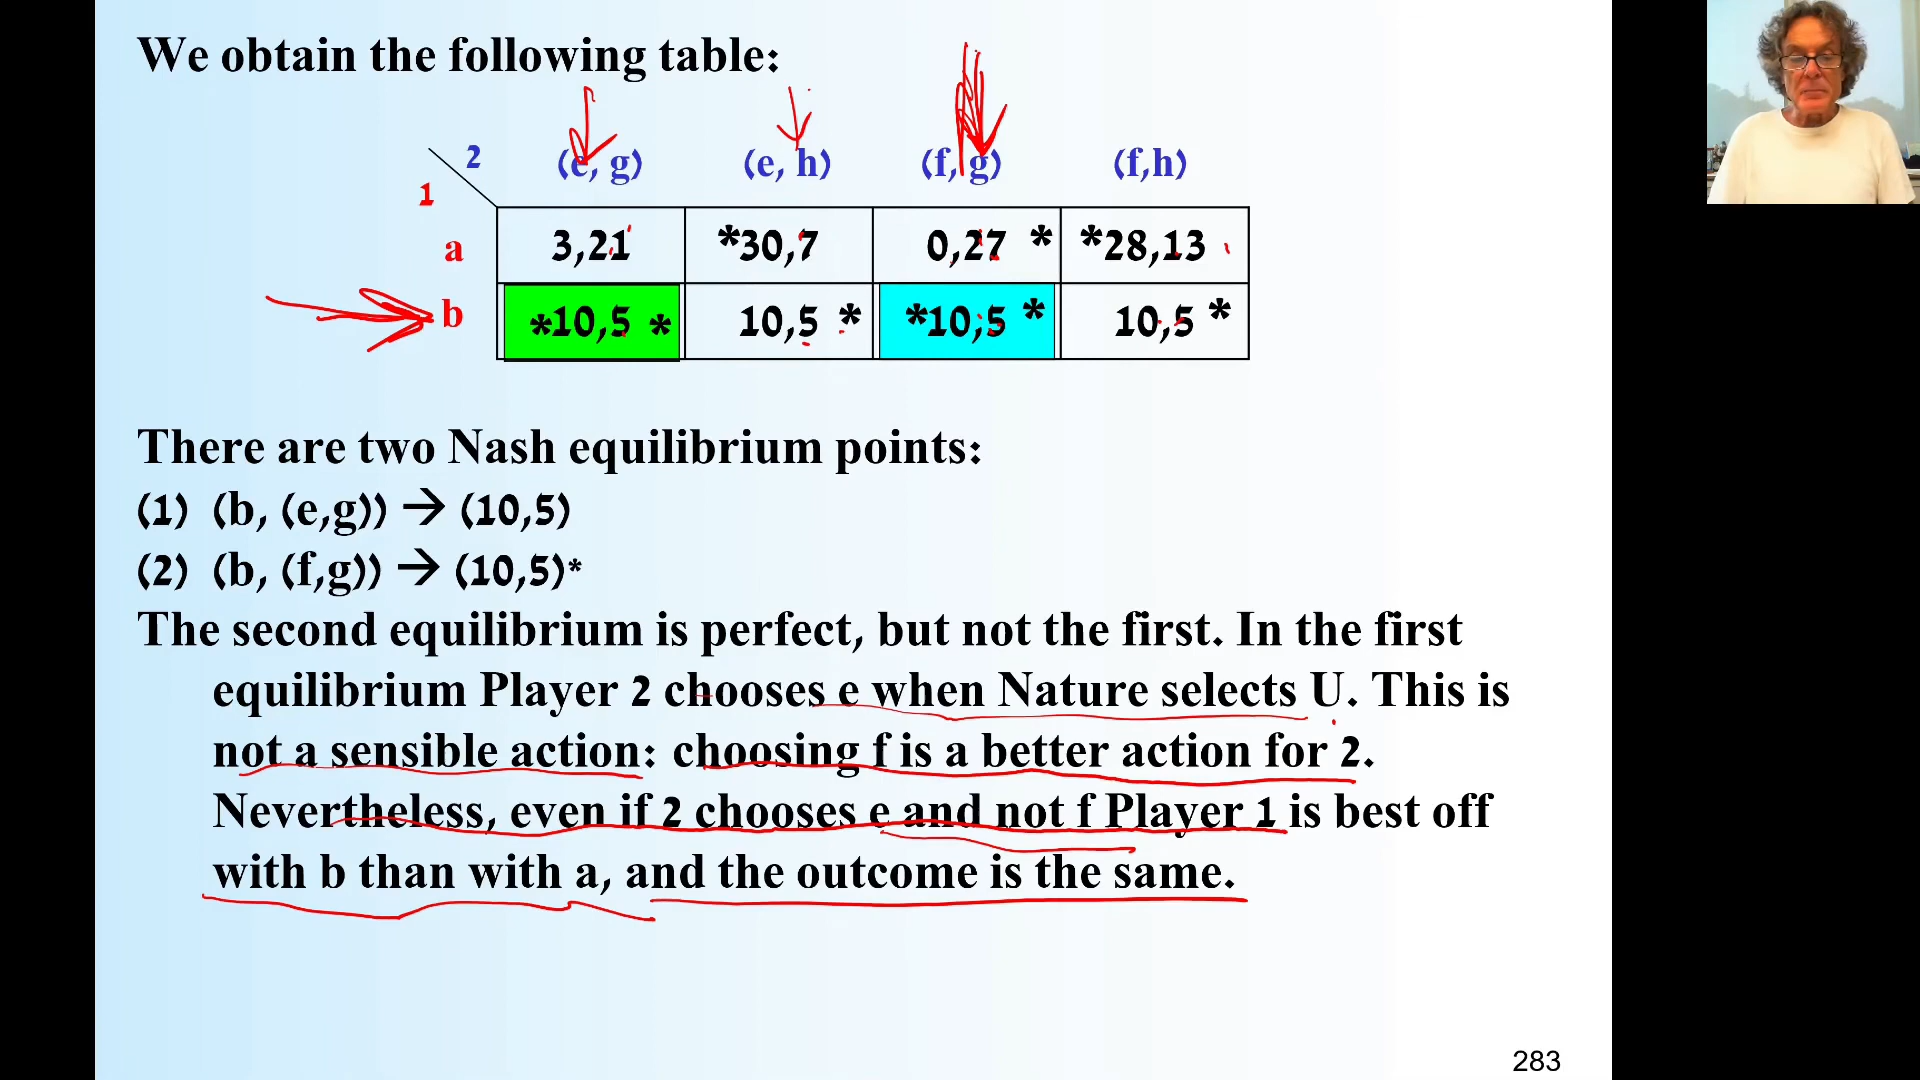 We obtain the following table:
2 (e, g) (e, h) (f, g) (f,h)
1
a 3,21 *30,7 0,27 * *28,13
b *10,5 * 10,5 * *10,5 * 10,5 *
There are two Nash equilibrium points:
(1) (b, (e,g)) → (10,5)
(2) (b, (f,g)) → (10,5)*
The second equilibrium is perfect, but not the first. In the first
equilibrium Player 2 chooses e when Nature selects U. This is
not a sensible action: choosing f is a better action for 2.
Nevertheless, even if 2 chooses e and not f Player 1 is best off
with b than with a, and the outcome is the same.
283